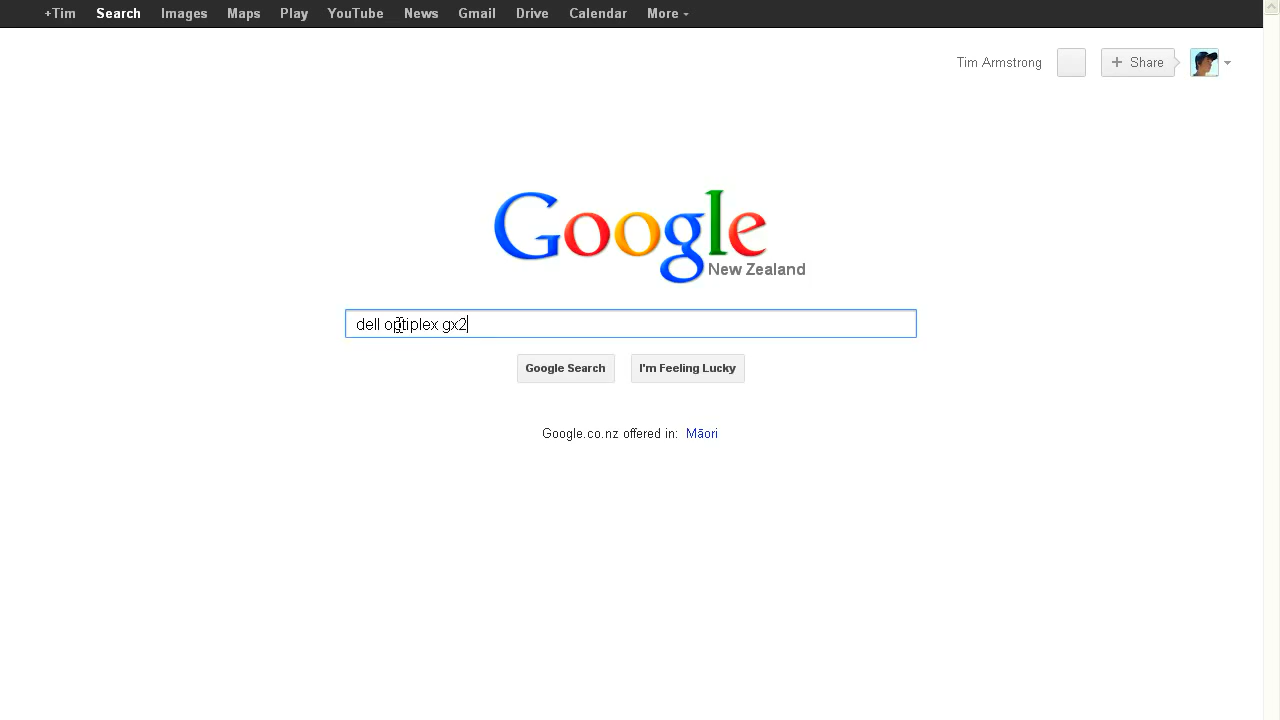 +Tim Search Images Maps Play YouTube News Gmail Drive Calendar More
Tim Armstrong + Share
Google
New Zealand
dell optiplex gx2
Google Search I'm Feeling Lucky
Google.co.nz offered in: Māori